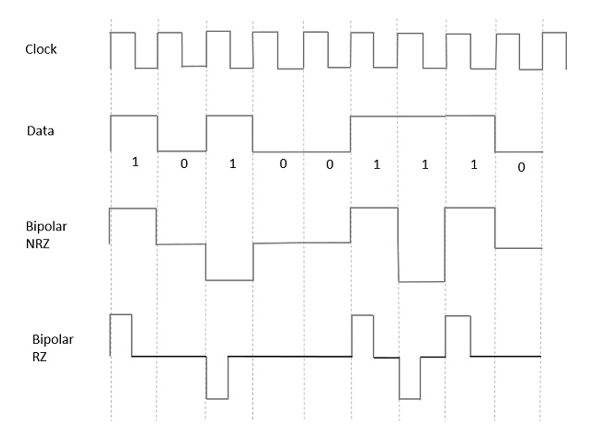 Clock
Data
1 0 1 0 0 1 1 1 0
Bipolar
NRZ
Bipolar
RZ